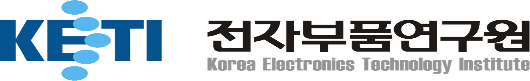 KETI
전자부품연구원
Korea Electronics Technology Institute